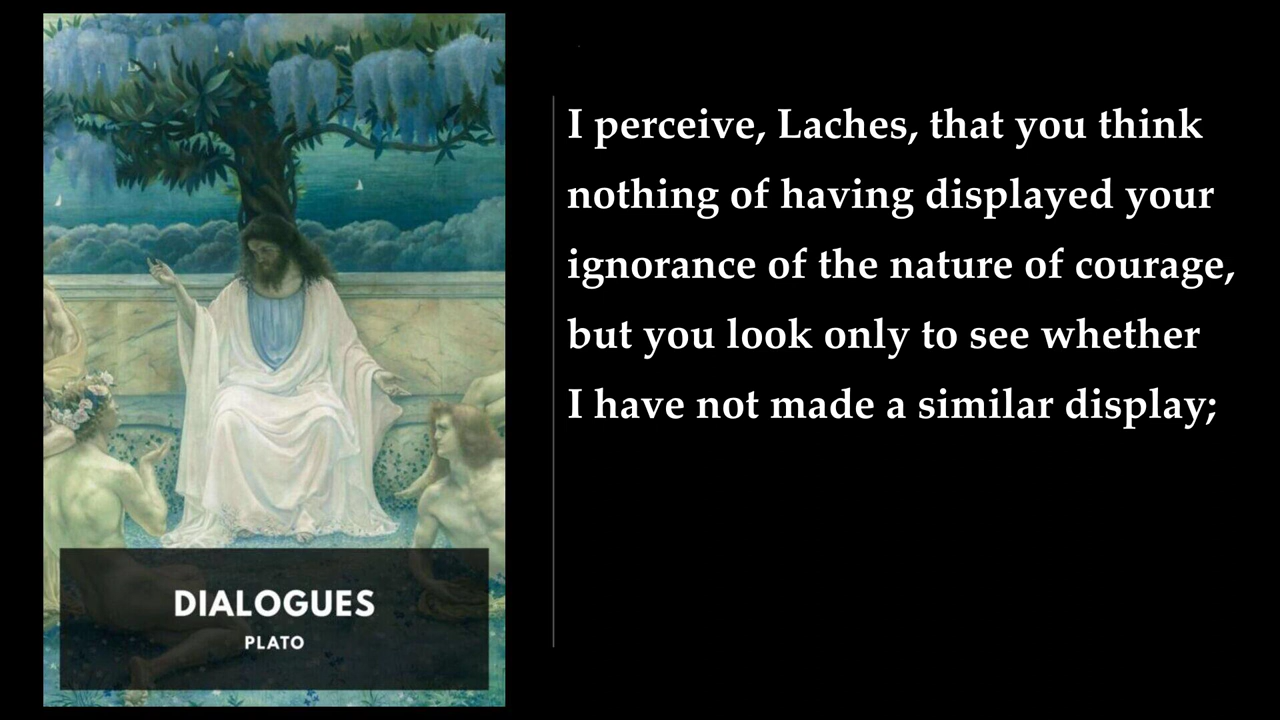 DIALOGUES
PLATO
I perceive, Laches, that you think
nothing of having displayed your
ignorance of the nature of courage,
but you look only to see whether
I have not made a similar display;